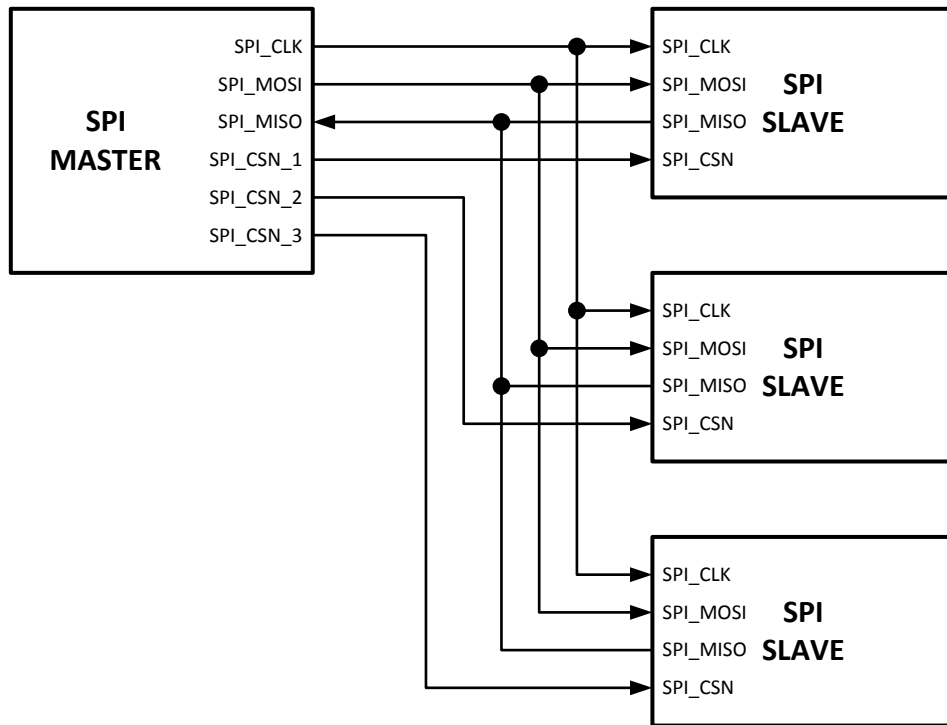 SPI_CLK
SPI_MOSI
SPI_MISO
SPI_CSN_1
SPI_CSN_2
SPI_CSN_3
SPI
MASTER
SPI_CLK
SPI_MOSI
SPI_MISO
SPI_CSN
SPI
SLAVE
SPI_CLK
SPI_MOSI
SPI_MISO
SPI_CSN
SPI
SLAVE
SPI_CLK
SPI_MOSI
SPI_MISO
SPI_CSN
SPI
SLAVE